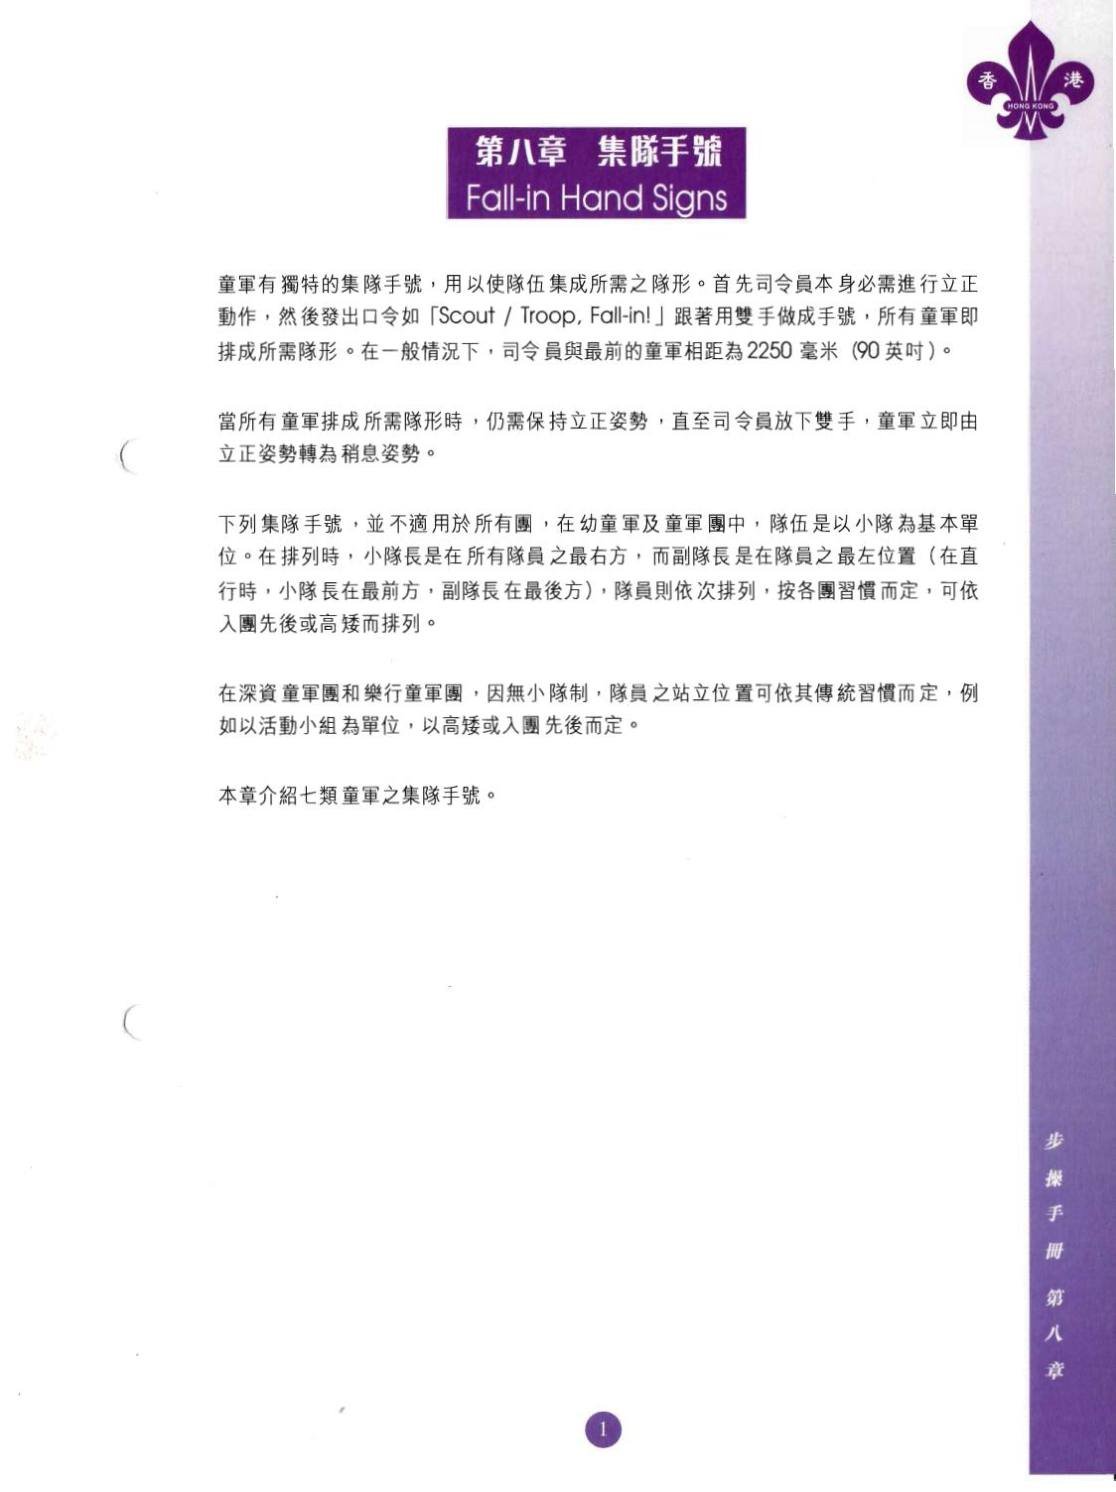 香 港
HONG KONG
第八章 集隊手號
Fall-in Hand Signs
童軍有獨特的集隊手號，用以使隊伍集成所需之隊形。首先司令員本身必需進行立正
動作，然後發出口令如「Scout / Troop, Fall-in!」跟著用雙手做成手號，所有童軍即
排成所需隊形。在一般情況下，司令員與最前的童軍相距為2250 毫米 (90 英吋)。
當所有童軍排成所需隊形時，仍需保持立正姿勢，直至司令員放下雙手，童軍立即由
立正姿勢轉為稍息姿勢。
下列集隊手號，並不適用於所有團，在幼童軍及童軍團中，隊伍是以小隊為基本單
位。在排列時，小隊長是在所有隊員之最右方，而副隊長是在隊員之最左位置（在直
行時，小隊長在最前方，副隊長在最後方），隊員則依次排列，按各團習慣而定，可依
入團先後或高矮而排列。
在深資童軍團和樂行童軍團，因無小隊制，隊員之站立位置可依其傳統習慣而定，例
如以活動小組為單位，以高矮或入團先後而定。
本章介紹七類童軍之集隊手號。
步操手冊 第八章
1